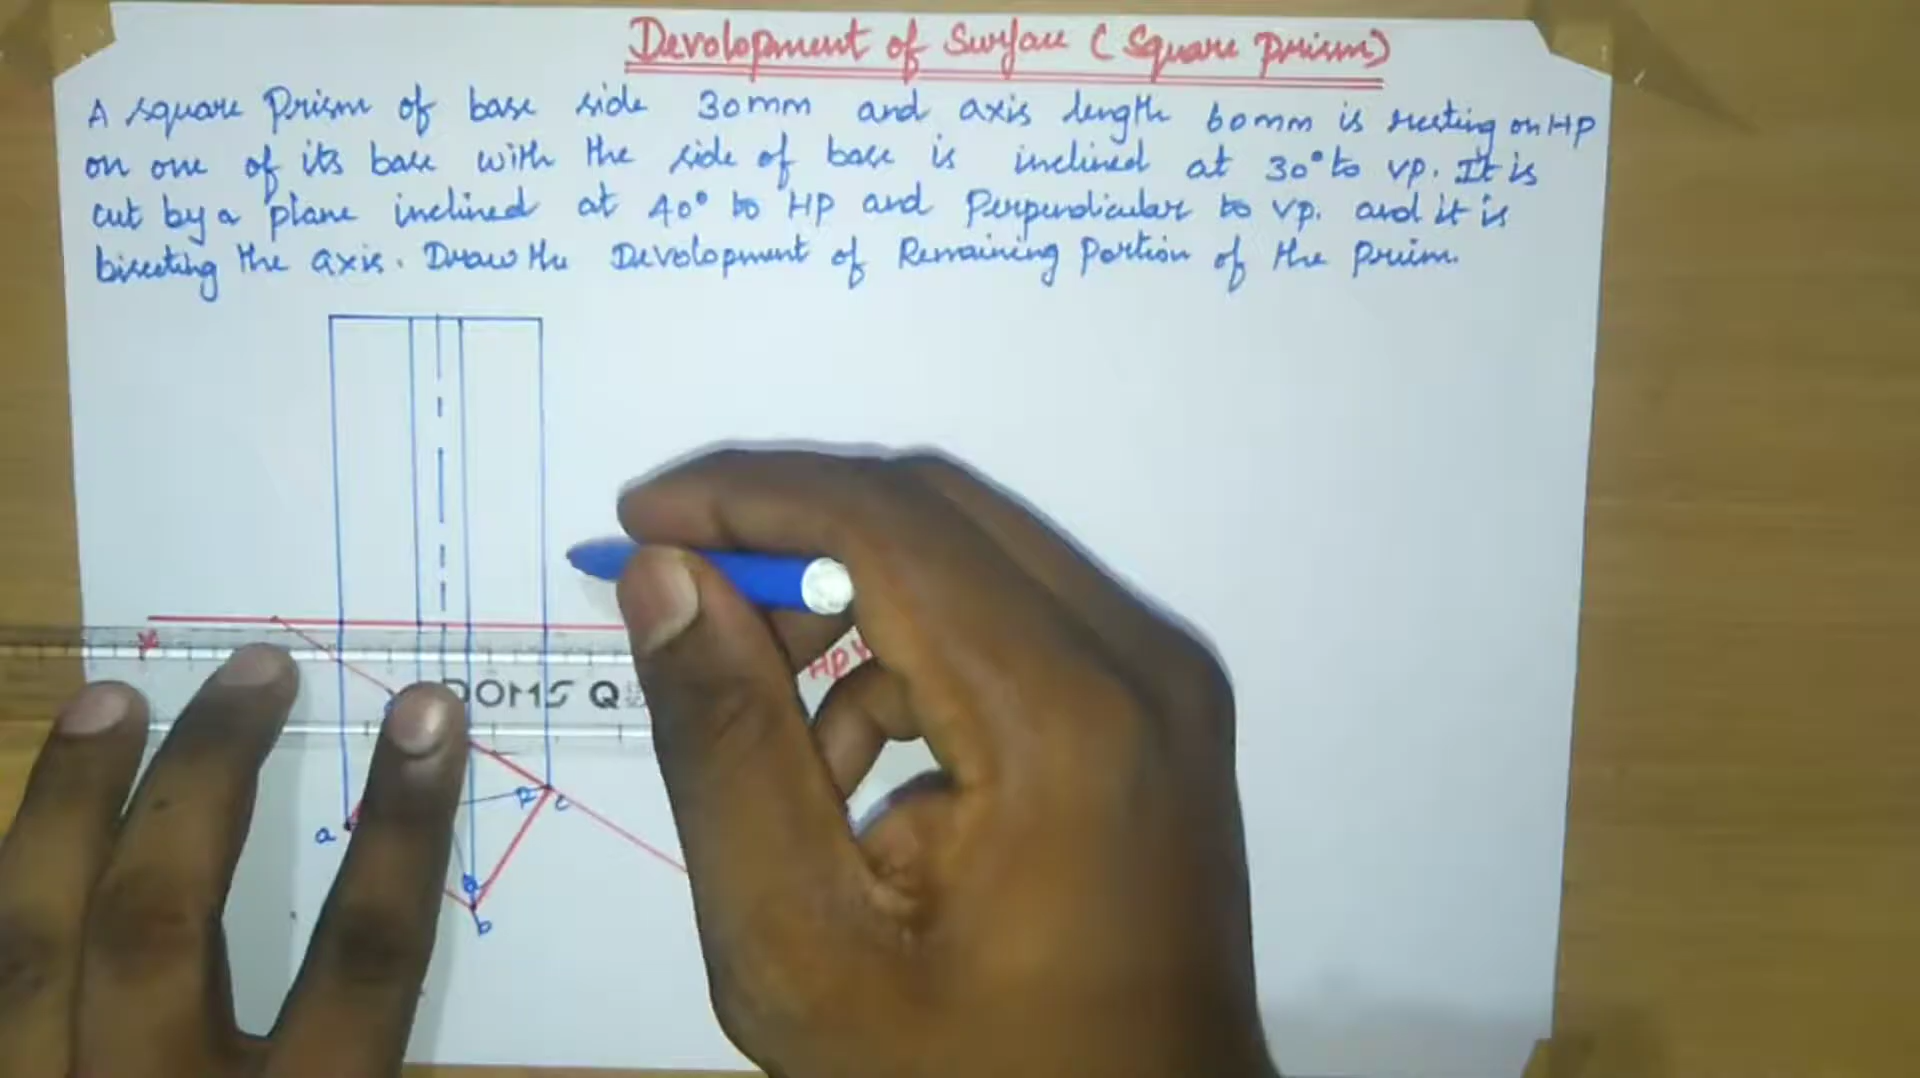 Devolopment of Surface (Square prism)
A square Prism of base side 30mm and axis length 60mm is resting on HP
on one of its base with the side of base is inclined at 30° to VP. It is
cut by a plane inclined at 40° to HP and Perpendicular to VP. and it is
bisecting the axis. Draw the Devolopment of Remaining Portion of the Prism.
X
HP Y
DOMS Q
a
R c
Q
b